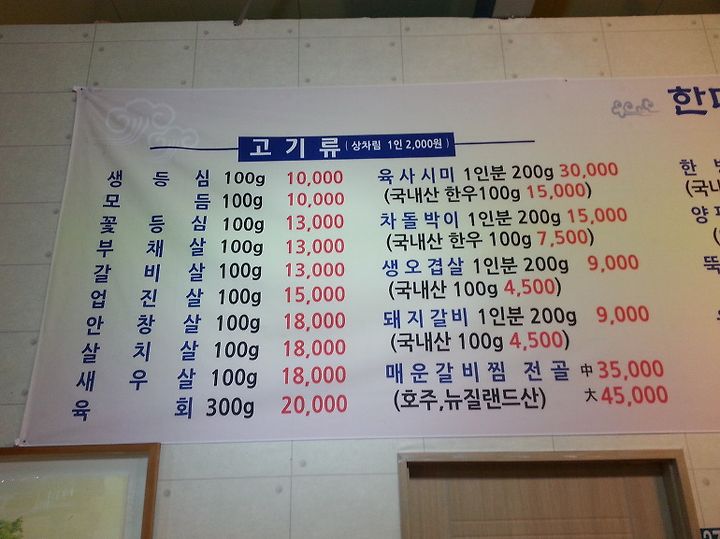 고기류 (상차림 1인 2,000원)
생등심 100g 10,000
모듬 100g 10,000
꽃등심 100g 13,000
부채살 100g 13,000
갈비살 100g 13,000
업진살 100g 15,000
안창살 100g 18,000
살치살 100g 18,000
새우살 100g 18,000
육회 300g 20,000
육사시미 1인분 200g 30,000
(국내산 한우100g 15,000)
차돌박이 1인분 200g 15,000
(국내산 한우 100g 7,500)
생오겹살 1인분 200g 9,000
(국내산 100g 4,500)
돼지갈비 1인분 200g 9,000
(국내산 100g 4,500)
매운갈비찜 전골 中 35,000
(호주,뉴질랜드산) 大 45,000
한
한
(국내
양
뚝